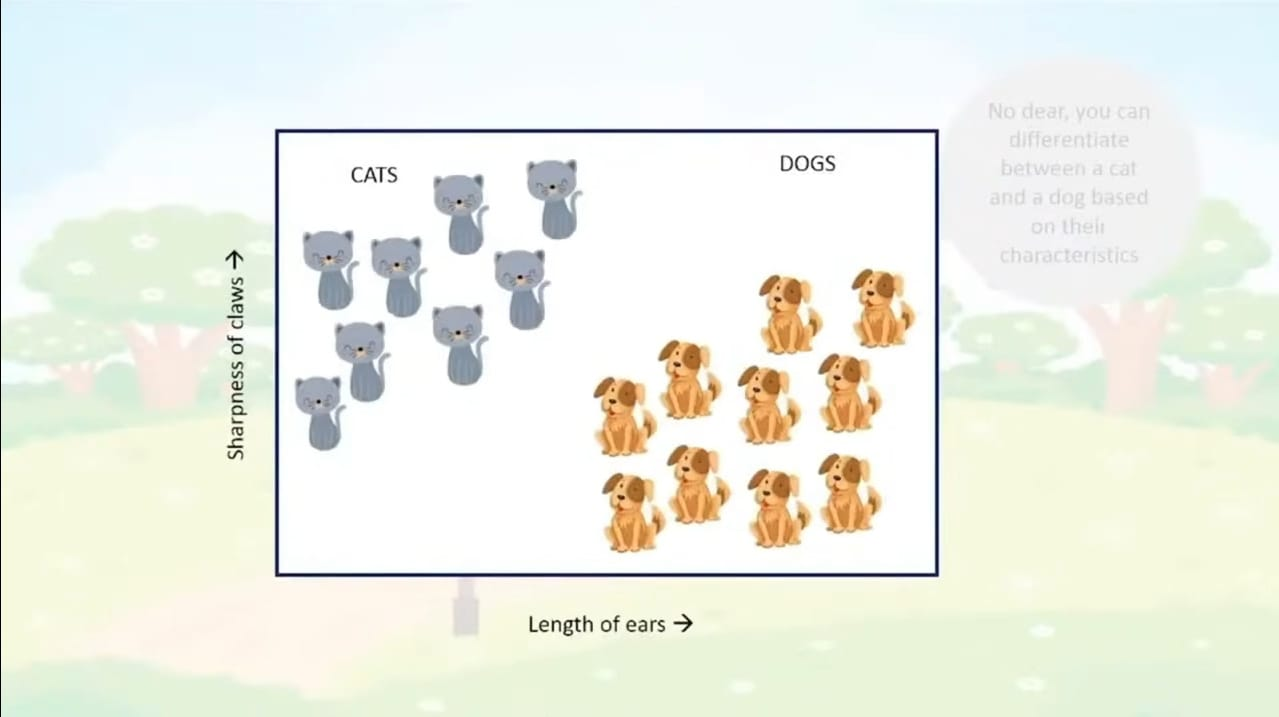 No dear, you can
differentiate
between a cat
and a dog based
on their
characteristics
CATS
DOGS
Sharpness of claws →
Length of ears →